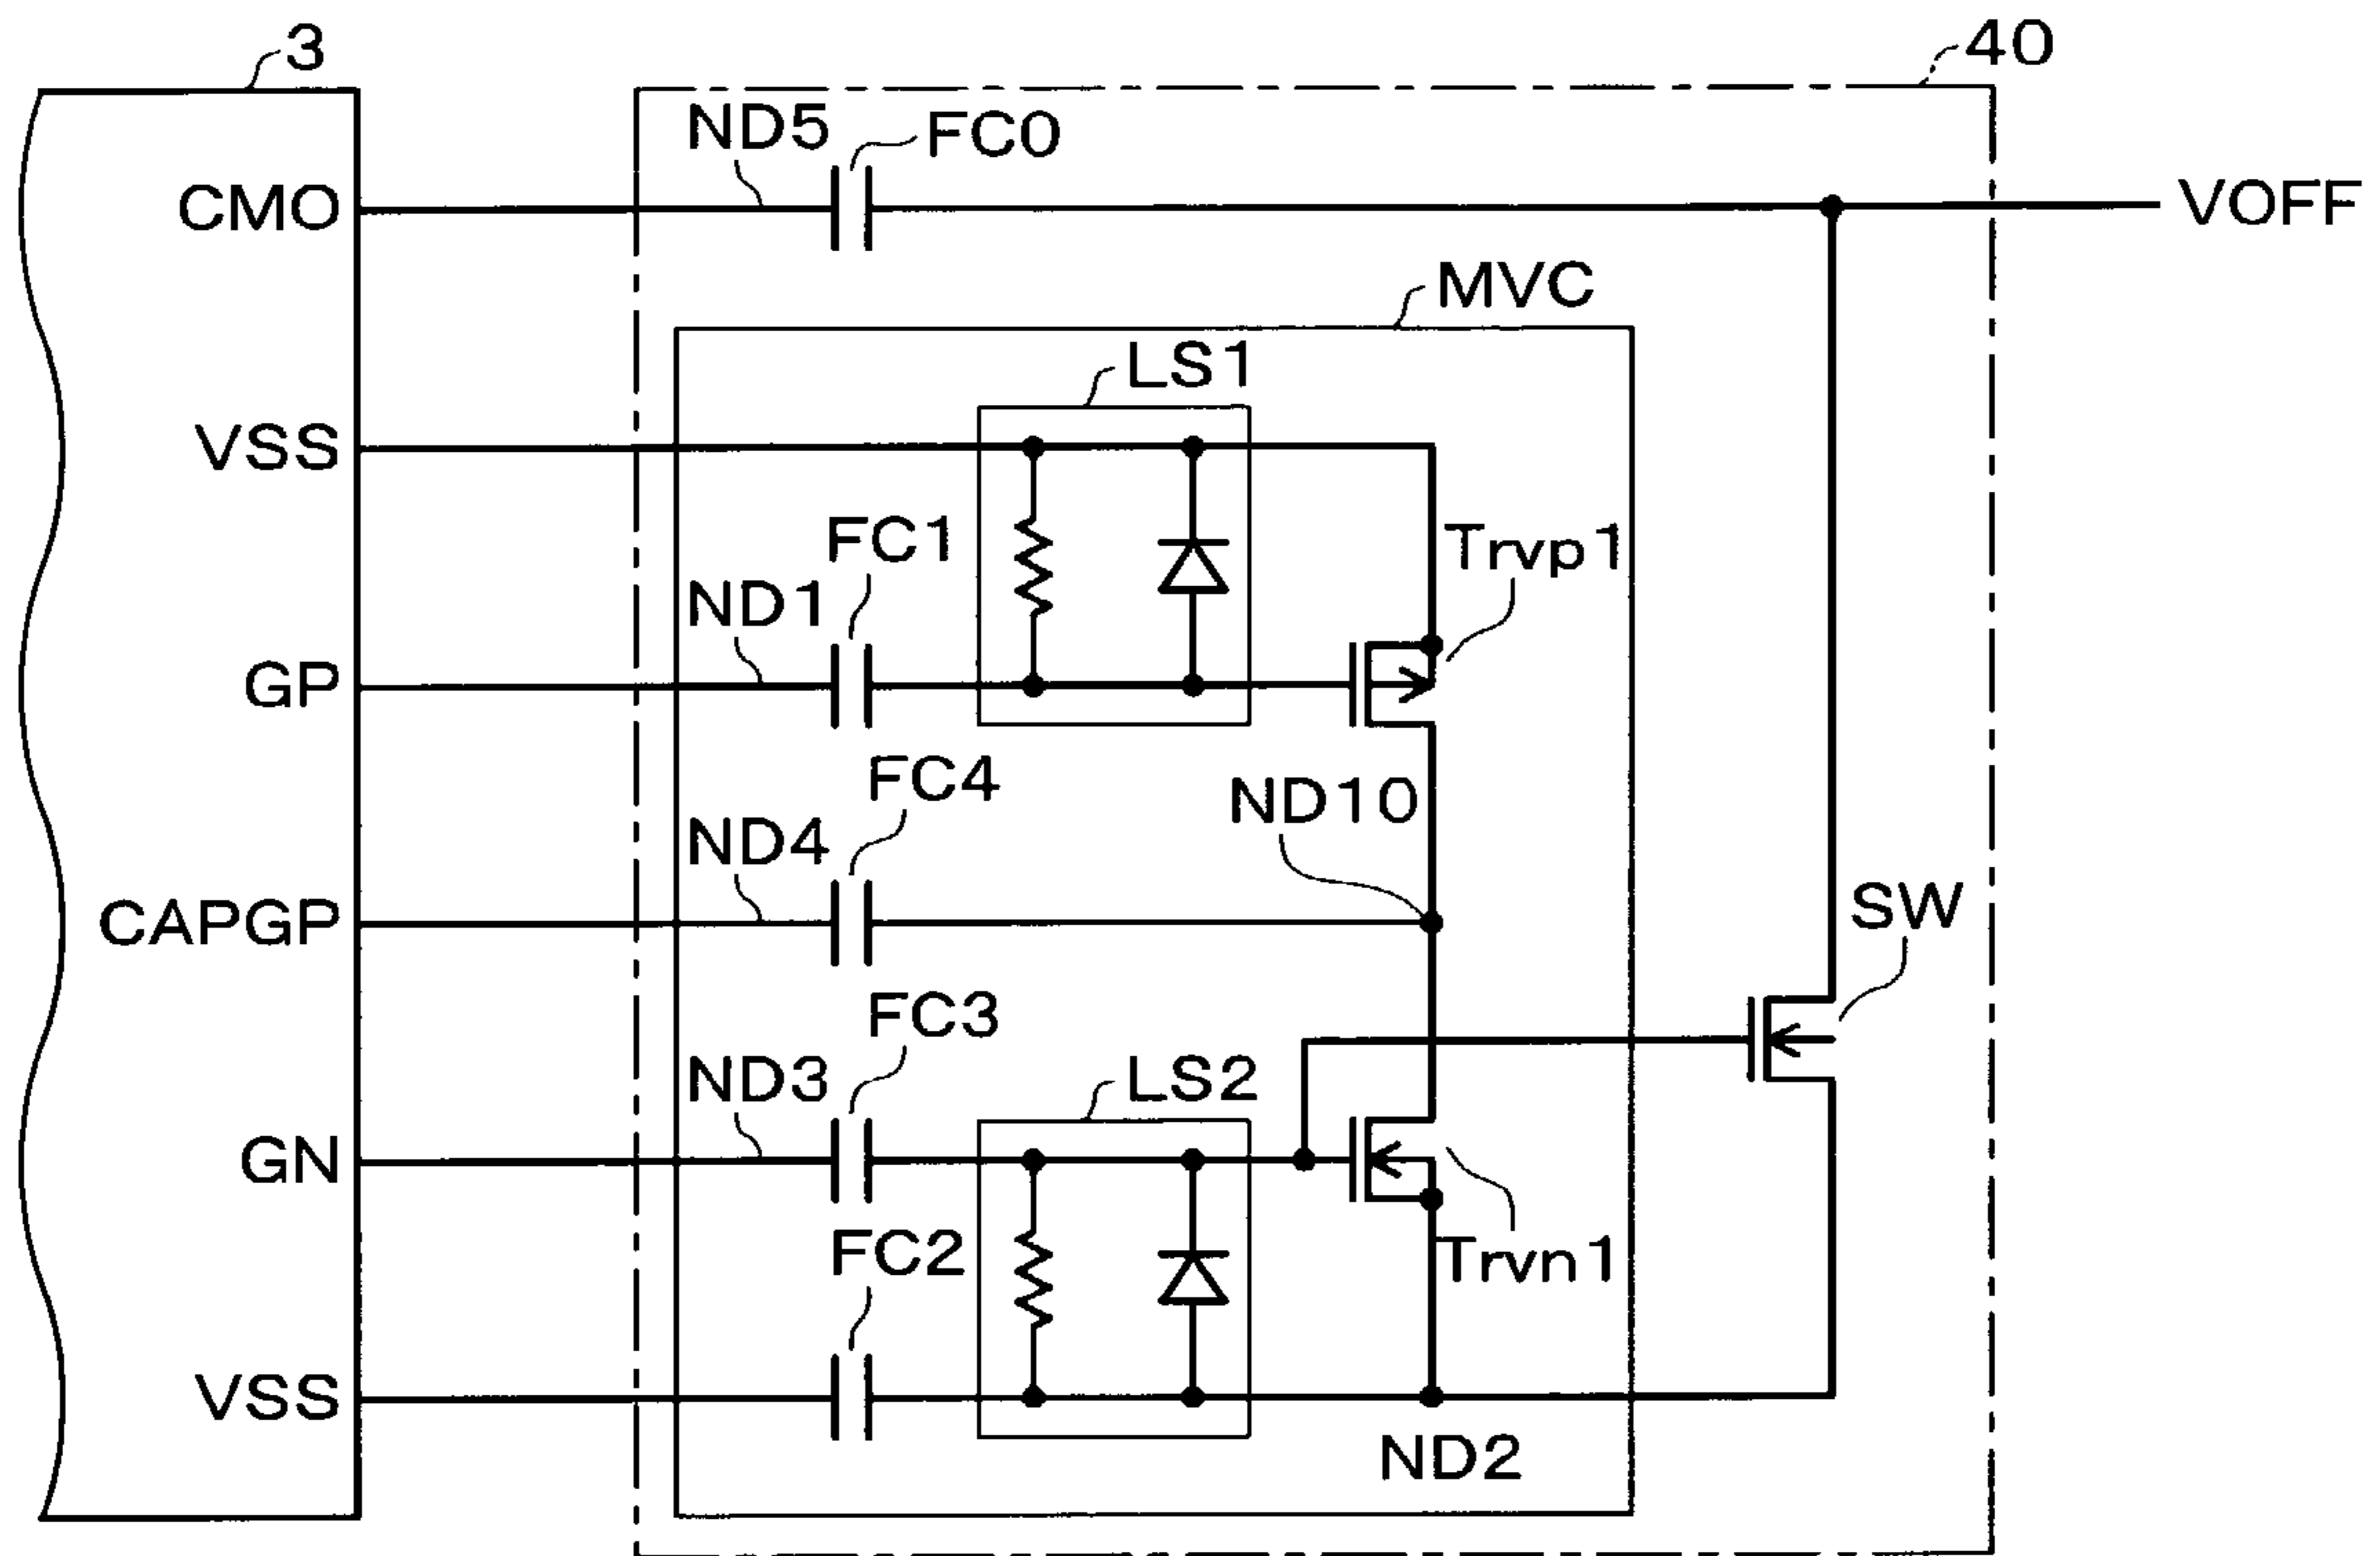 3
40
ND5
FC0
CMO
VOFF
MVC
LS1
VSS
FC1
Trvp1
ND1
GP
FC4
ND10
ND4
SW
CAPGP
FC3
ND3
LS2
GN
FC2
Trvn1
VSS
ND2